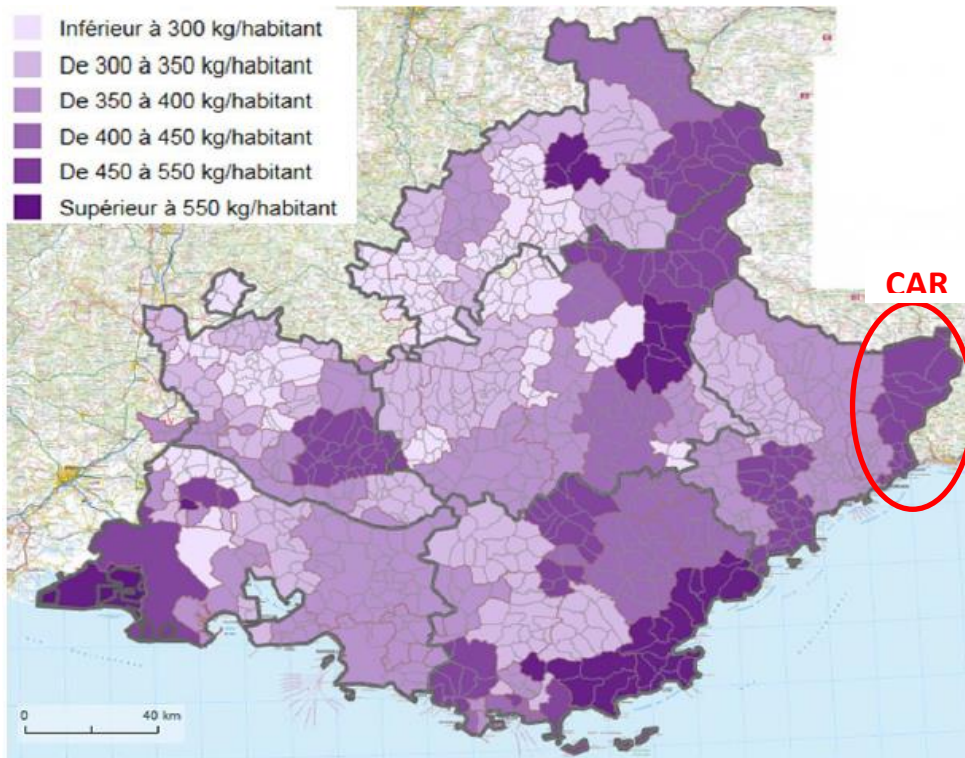 Inférieur à 300 kg/habitant
De 300 à 350 kg/habitant
De 350 à 400 kg/habitant
De 400 à 450 kg/habitant
De 450 à 550 kg/habitant
Supérieur à 550 kg/habitant
CAR
0 40 km